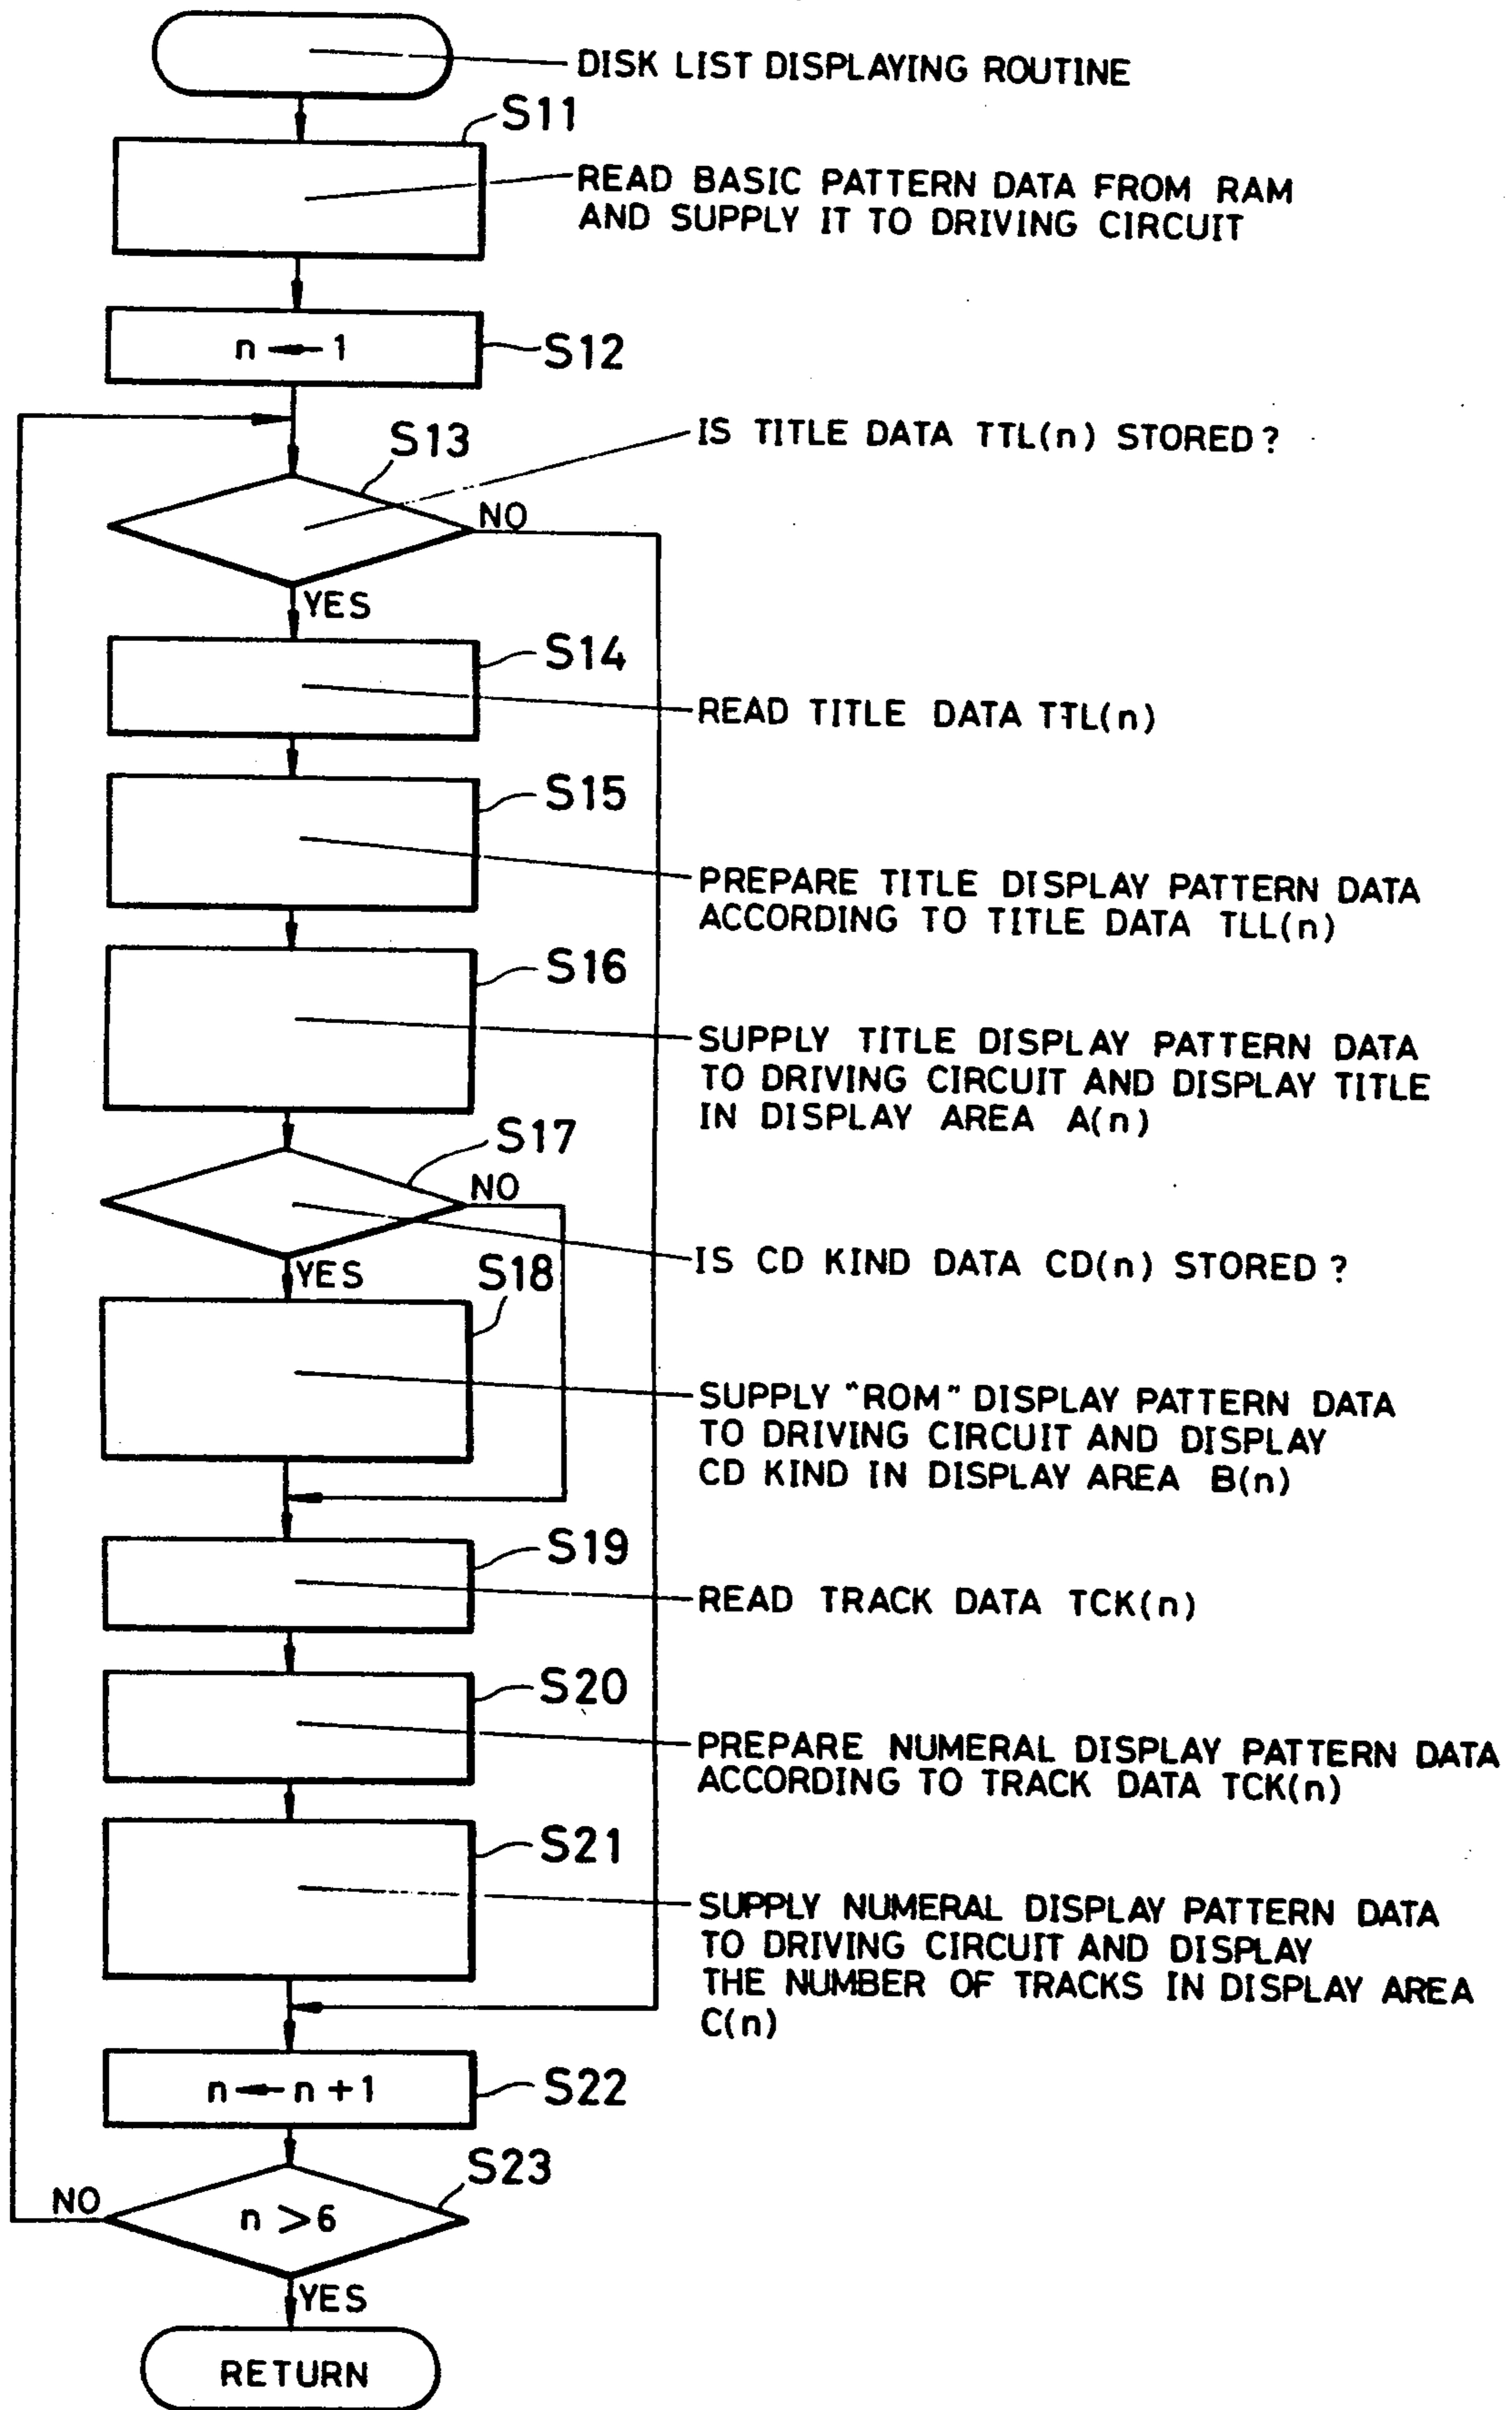 DISK LIST DISPLAYING ROUTINE
S11
READ BASIC PATTERN DATA FROM RAM
AND SUPPLY IT TO DRIVING CIRCUIT
n ← 1
S12
S13
IS TITLE DATA TTL(n) STORED?
NO
YES
S14
READ TITLE DATA TTL(n)
S15
PREPARE TITLE DISPLAY PATTERN DATA
ACCORDING TO TITLE DATA TLL(n)
S16
SUPPLY TITLE DISPLAY PATTERN DATA
TO DRIVING CIRCUIT AND DISPLAY TITLE
IN DISPLAY AREA A(n)
S17
NO
IS CD KIND DATA CD(n) STORED?
YES
S18
SUPPLY "ROM" DISPLAY PATTERN DATA
TO DRIVING CIRCUIT AND DISPLAY
CD KIND IN DISPLAY AREA B(n)
S19
READ TRACK DATA TCK(n)
S20
PREPARE NUMERAL DISPLAY PATTERN DATA
ACCORDING TO TRACK DATA TCK(n)
S21
SUPPLY NUMERAL DISPLAY PATTERN DATA
TO DRIVING CIRCUIT AND DISPLAY
THE NUMBER OF TRACKS IN DISPLAY AREA
C(n)
n ← n + 1
S22
S23
NO
n > 6
YES
RETURN